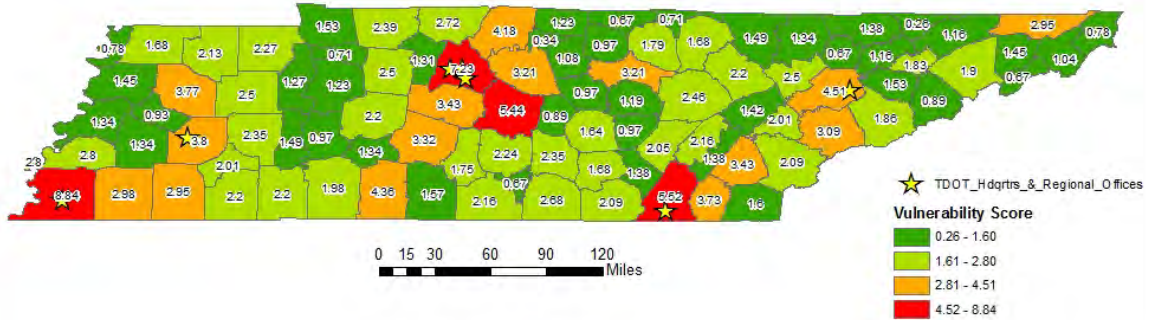 1.53 2.39 2.72 4.18 1.23 0.67 0.71 1.38 0.26 2.95 0.78
0.78 1.68 2.13 2.27 0.71 0.34 0.97 1.79 1.68 1.49 1.34 0.67 1.16 1.16 1.45 1.04
1.31 7.23 3.21 1.08 3.21 2.2 2.5 1.83 1.9 0.67
1.45 3.77 2.5 1.27 1.23 2.5 0.97 2.46 4.51 1.53 0.89
1.34 0.93 2.2 3.43 5.44 0.89 1.19 1.42 2.01 1.86
1.34 3.8 2.35 1.49 0.97 1.34 3.32 1.64 0.97 2.05 2.16 3.09
2.8 2.8 2.01 1.75 2.24 2.35 1.68 1.38 1.38 3.43 2.09
8.84 2.98 2.95 2.2 2.2 1.98 4.36 1.57 0.67 2.16 2.68 2.09 5.52 3.73 1.6
TDOT_Hdqrtrs_&_Regional_Offices
Vulnerability Score
0.26 - 1.60
1.61 - 2.80
2.81 - 4.51
4.52 - 8.84
0 15 30 60 90 120
Miles